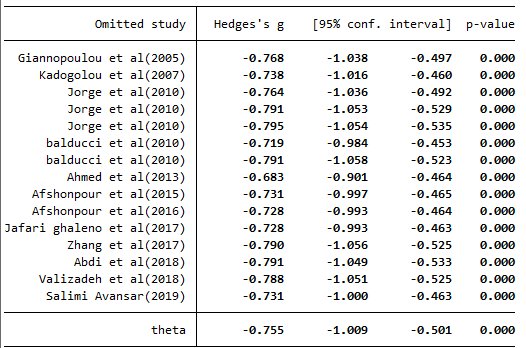 Omitted study Hedges's g [95% conf. interval] p-value
Giannopoulou et al(2005) -0.768 -1.038 -0.497 0.000
Kadogolou et al(2007) -0.738 -1.016 -0.460 0.000
Jorge et al(2010) -0.764 -1.036 -0.492 0.000
Jorge et al(2010) -0.791 -1.053 -0.529 0.000
Jorge et al(2010) -0.795 -1.054 -0.535 0.000
balducci et al(2010) -0.719 -0.984 -0.453 0.000
balducci et al(2010) -0.791 -1.058 -0.523 0.000
Ahmed et al(2013) -0.683 -0.901 -0.464 0.000
Afshonpour et al(2015) -0.731 -0.997 -0.465 0.000
Afshonpour et al(2016) -0.728 -0.993 -0.464 0.000
Jafari ghaleno et al(2017) -0.728 -0.993 -0.463 0.000
Zhang et al(2017) -0.790 -1.056 -0.525 0.000
Abdi et al(2018) -0.791 -1.049 -0.533 0.000
Valizadeh et al(2018) -0.788 -1.051 -0.525 0.000
Salimi Avansar(2019) -0.731 -1.000 -0.463 0.000
theta -0.755 -1.009 -0.501 0.000